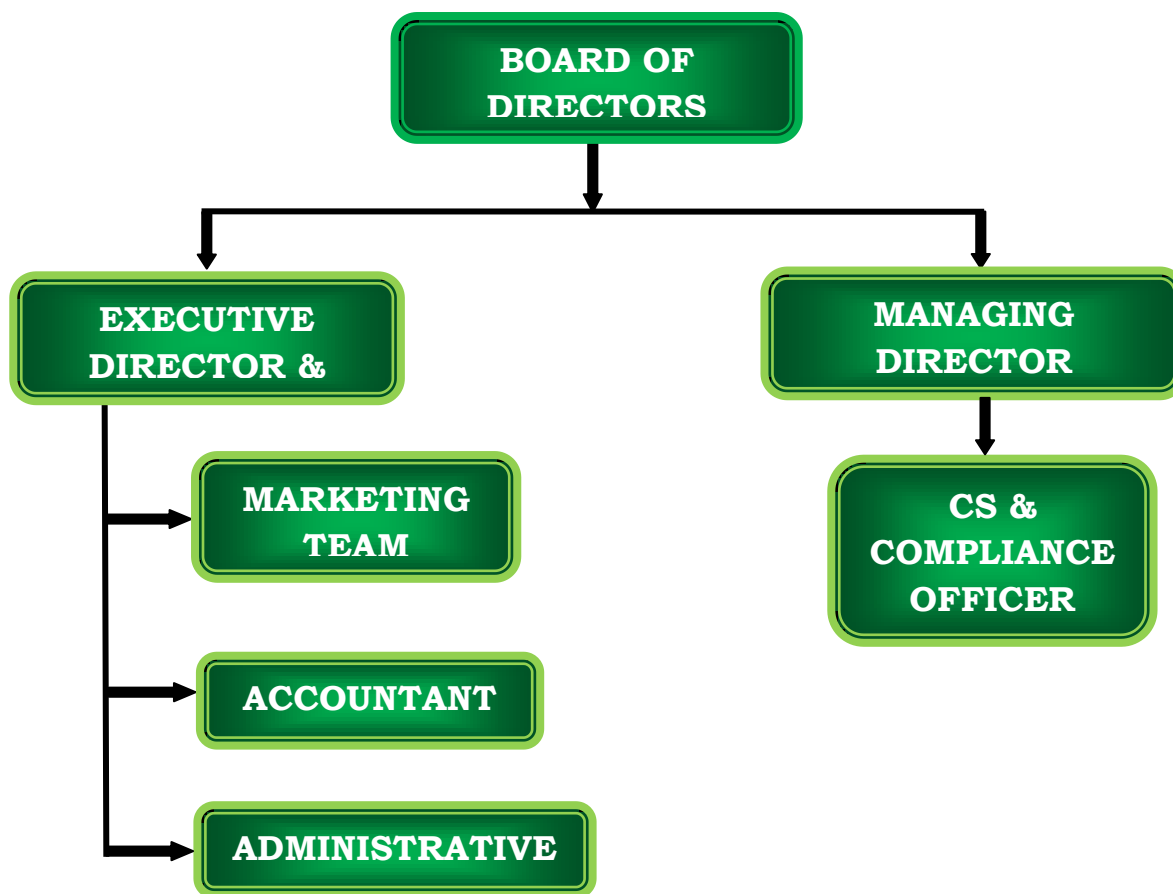 BOARD OF
DIRECTORS
EXECUTIVE
DIRECTOR &
MANAGING
DIRECTOR
MARKETING
TEAM
CS &
COMPLIANCE
OFFICER
ACCOUNTANT
ADMINISTRATIVE